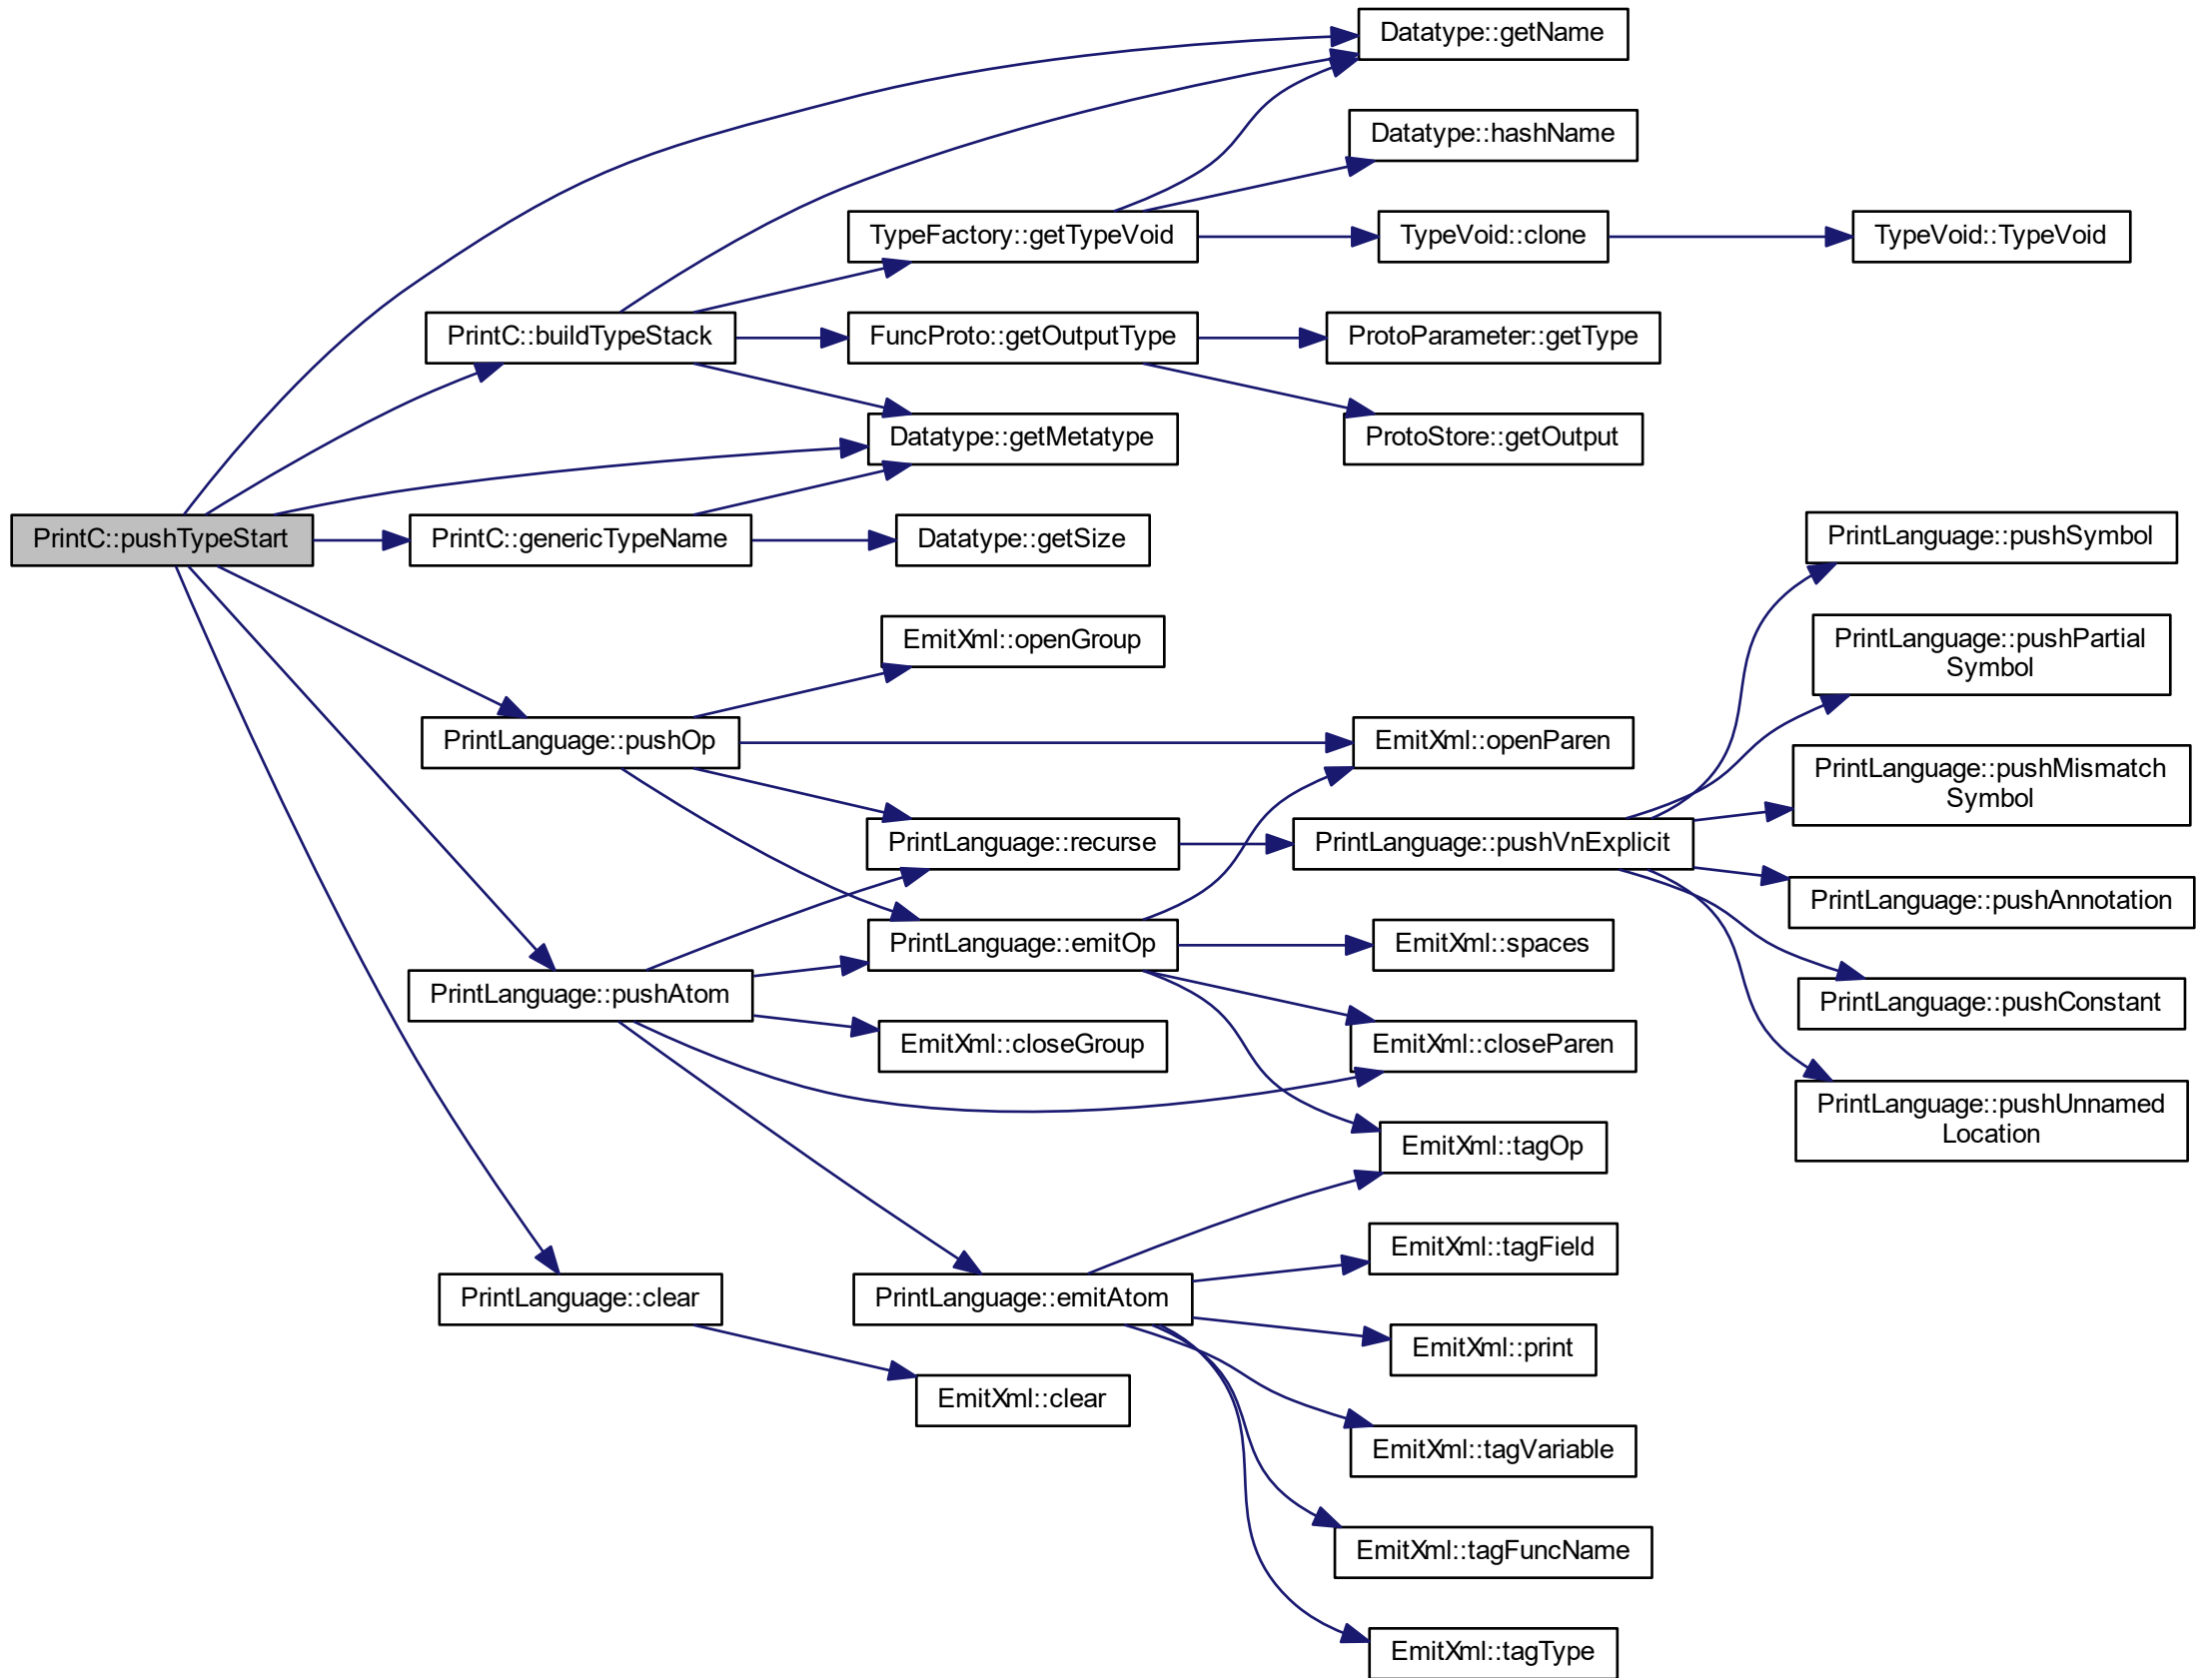 Datatype::getName
Datatype::hashName
TypeFactory::getTypeVoid
TypeVoid::clone
TypeVoid::TypeVoid
PrintC::buildTypeStack
FuncProto::getOutputType
ProtoParameter::getType
Datatype::getMetatype
ProtoStore::getOutput
PrintC::pushTypeStart
PrintC::genericTypeName
Datatype::getSize
PrintLanguage::pushSymbol
EmitXml::openGroup
PrintLanguage::pushPartial
Symbol
PrintLanguage::pushOp
EmitXml::openParen
PrintLanguage::pushMismatch
Symbol
PrintLanguage::recurse
PrintLanguage::pushVnExplicit
PrintLanguage::pushAnnotation
PrintLanguage::emitOp
EmitXml::spaces
PrintLanguage::pushAtom
PrintLanguage::pushConstant
EmitXml::closeGroup
EmitXml::closeParen
PrintLanguage::pushUnnamed
Location
EmitXml::tagOp
EmitXml::tagField
PrintLanguage::clear
PrintLanguage::emitAtom
EmitXml::print
EmitXml::clear
EmitXml::tagVariable
EmitXml::tagFuncName
EmitXml::tagType